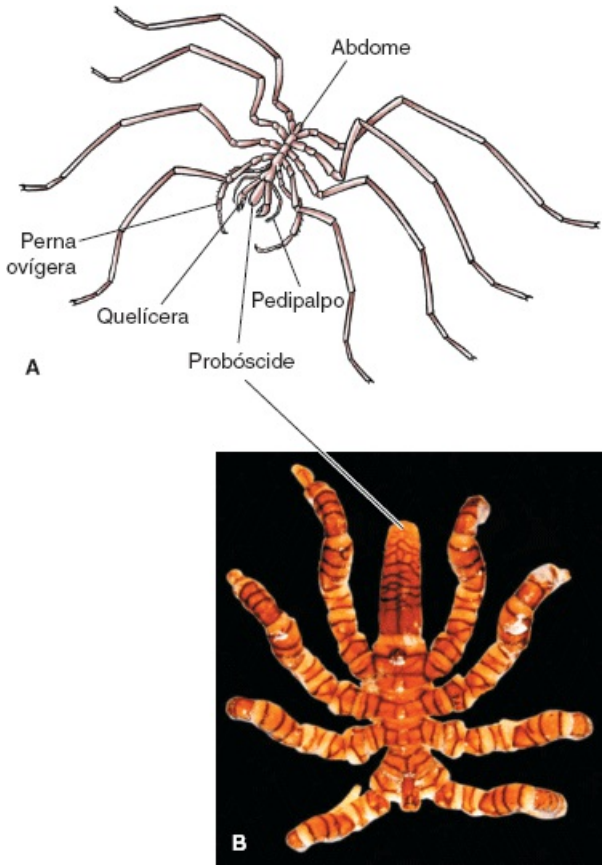 Abdome
Perna
ovígera
Quelícera
Pedipalpo
Probóscide
A
B